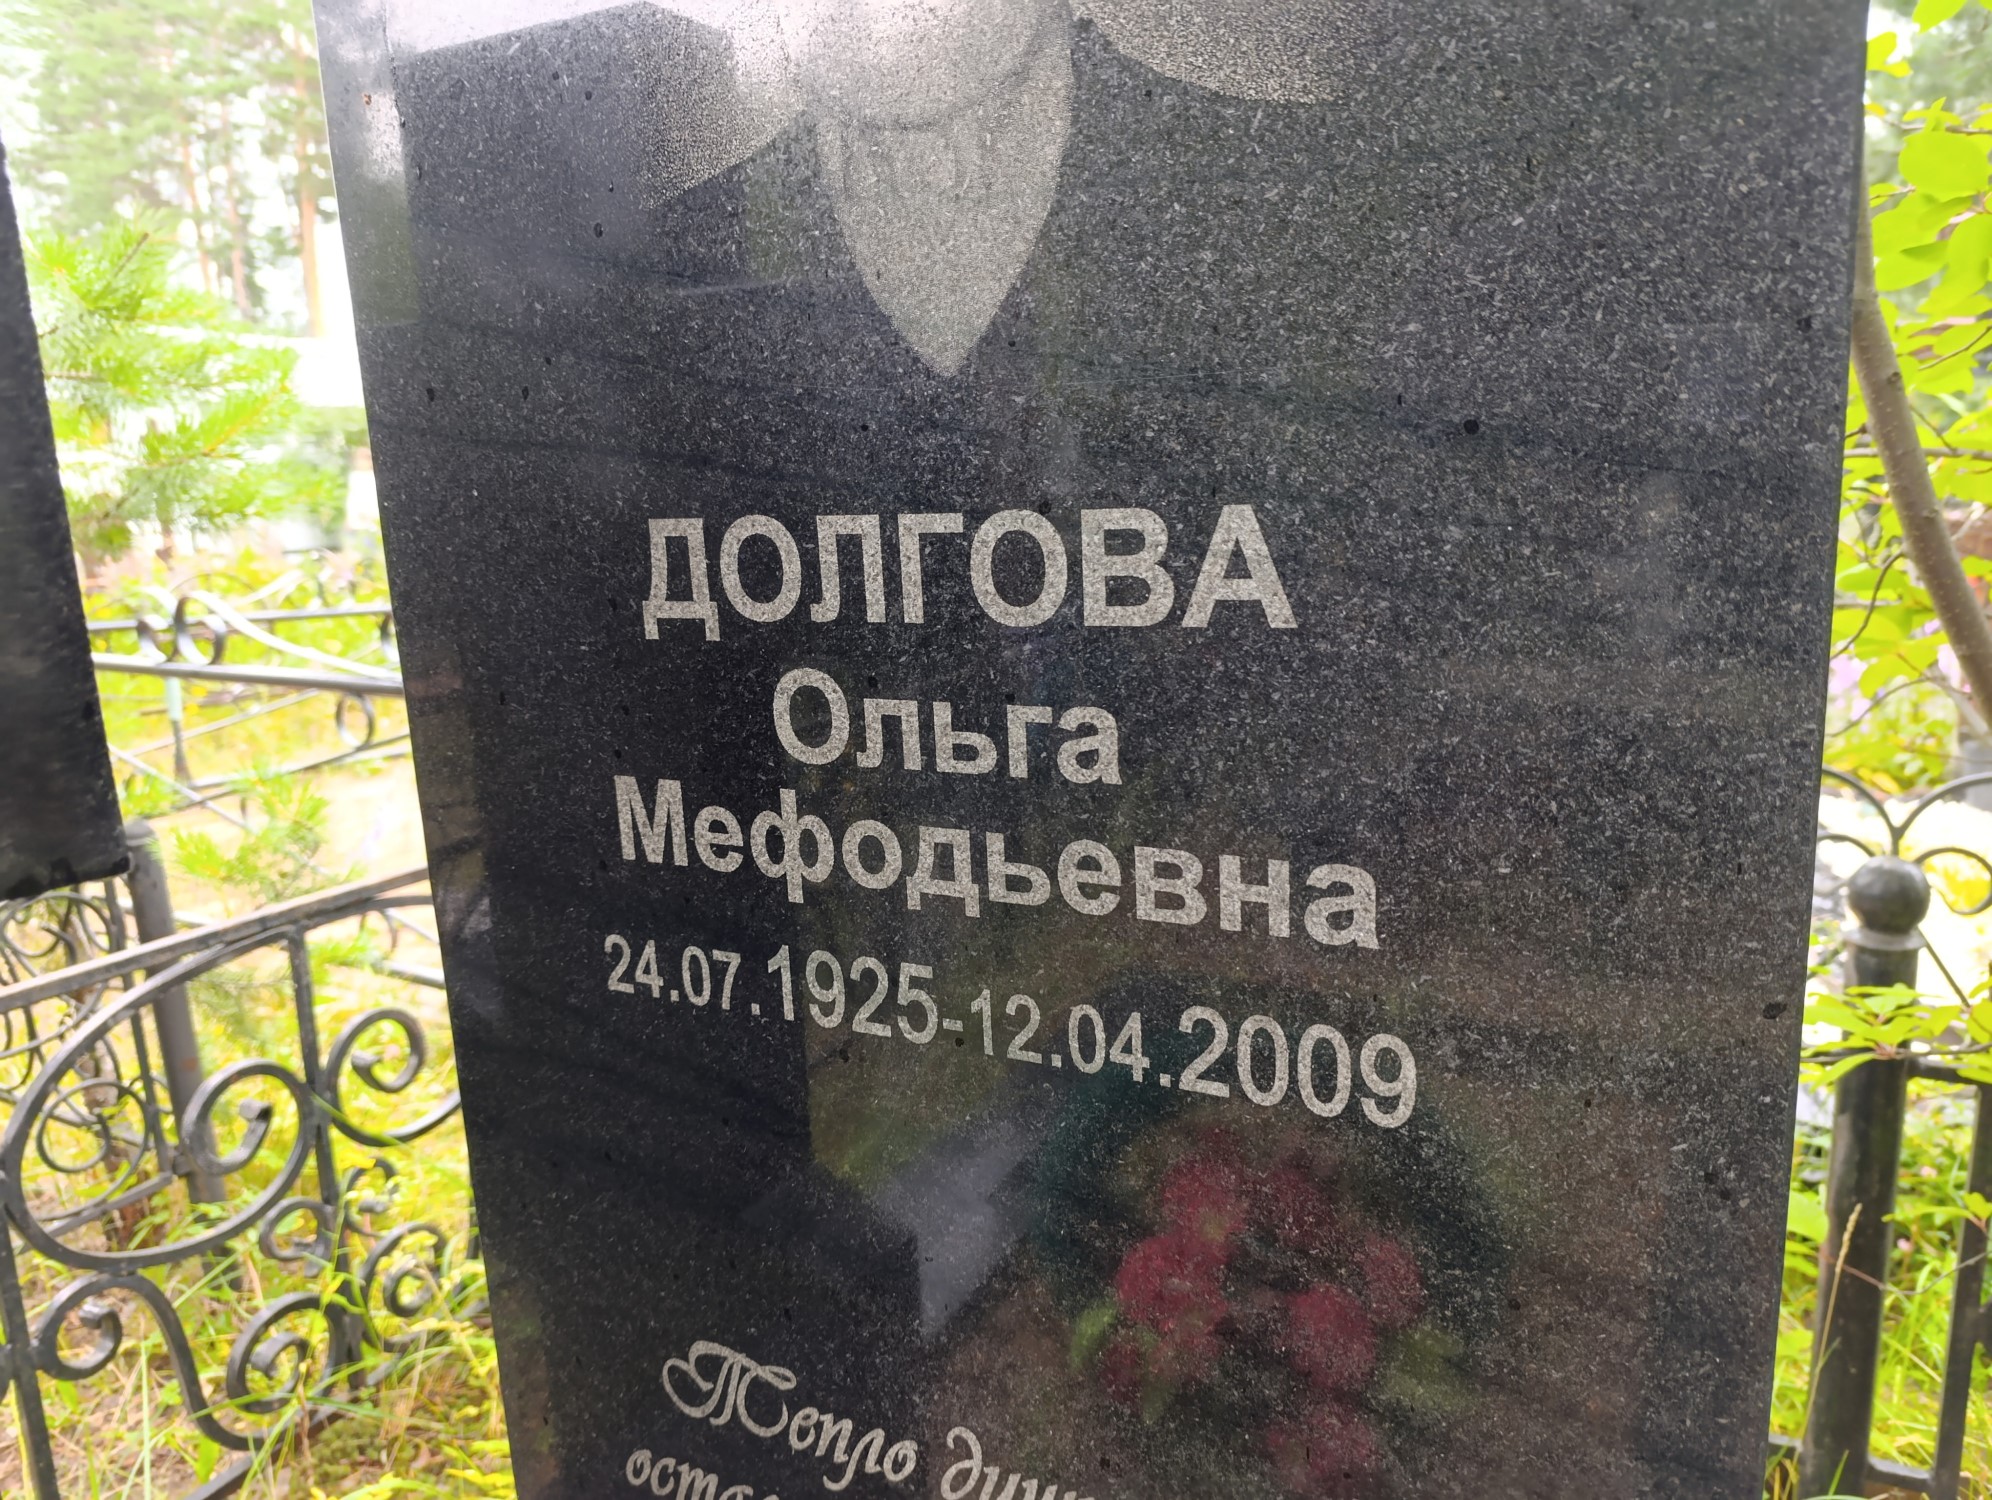 ДОЛГОВА
Ольга
Мефодьевна
24.07.1925-12.04.2009
Тепло